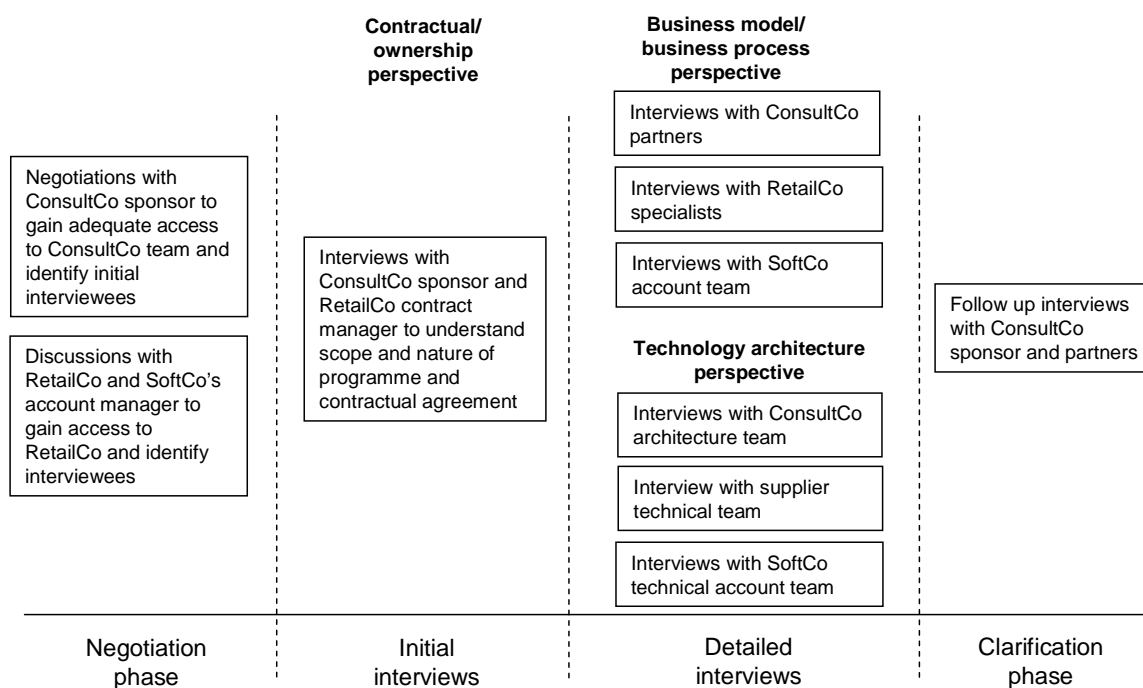 Contractual/
ownership
perspective
Business model/
business process
perspective
Negotiations with
ConsultCo sponsor to
gain adequate access
to ConsultCo team and
identify initial
interviewees
Discussions with
RetailCo and SoftCo's
account manager to
gain access to
RetailCo and identify
interviewees
Interviews with
ConsultCo sponsor and
RetailCo contract
manager to understand
scope and nature of
programme and
contractual agreement
Interviews with ConsultCo
partners
Interviews with RetailCo
specialists
Interviews with SoftCo
account team
Technology architecture
perspective
Interviews with ConsultCo
architecture team
Interview with supplier
technical team
Interviews with SoftCo
technical account team
Follow up interviews
with ConsultCo
sponsor and partners
Negotiation
phase
Initial
interviews
Detailed
interviews
Clarification
phase